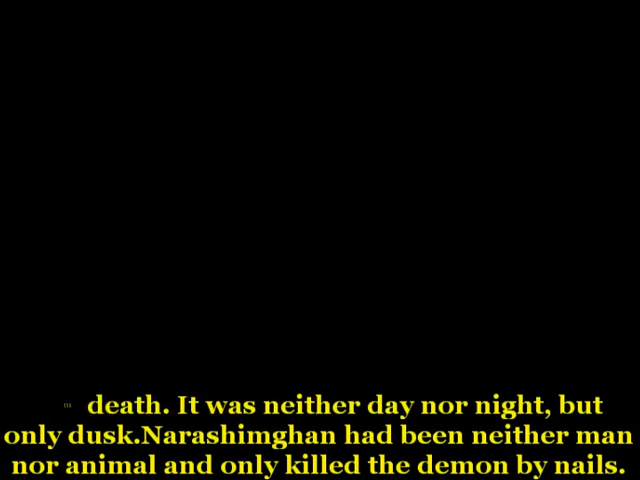 death. It was neither day nor night, but
only dusk.Narashimghan had been neither man
nor animal and only killed the demon by nails.